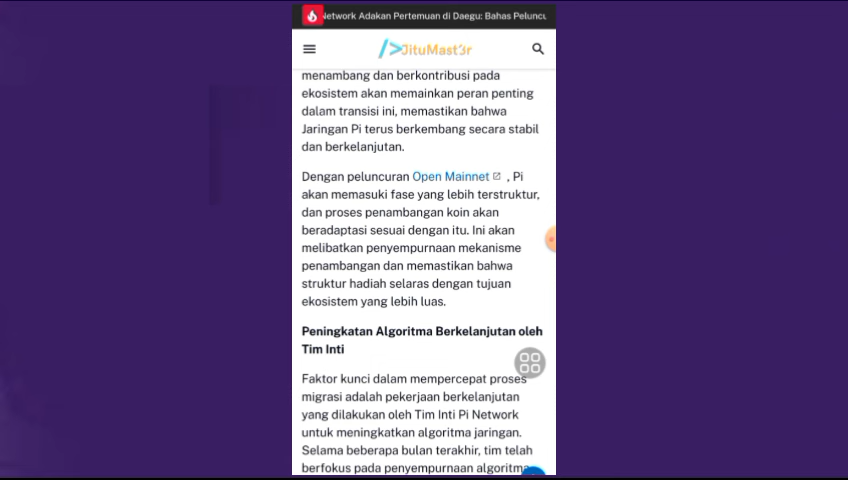 Network Adakan Pertemuan di Daegu: Bahas Peluncu
JituMast3r
menambang dan berkontribusi pada
ekosistem akan memainkan peran penting
dalam transisi ini, memastikan bahwa
Jaringan Pi terus berkembang secara stabil
dan berkelanjutan.
Dengan peluncuran Open Mainnet , Pi
akan memasuki fase yang lebih terstruktur,
dan proses penambangan koin akan
beradaptasi sesuai dengan itu. Ini akan
melibatkan penyempurnaan mekanisme
penambangan dan memastikan bahwa
struktur hadiah selaras dengan tujuan
ekosistem yang lebih luas.
Peningkatan Algoritma Berkelanjutan oleh
Tim Inti
Faktor kunci dalam mempercepat proses
migrasi adalah pekerjaan berkelanjutan
yang dilakukan oleh Tim Inti Pi Network
untuk meningkatkan algoritma jaringan.
Selama beberapa bulan terakhir, tim telah
berfokus pada penyempurnaan algoritma